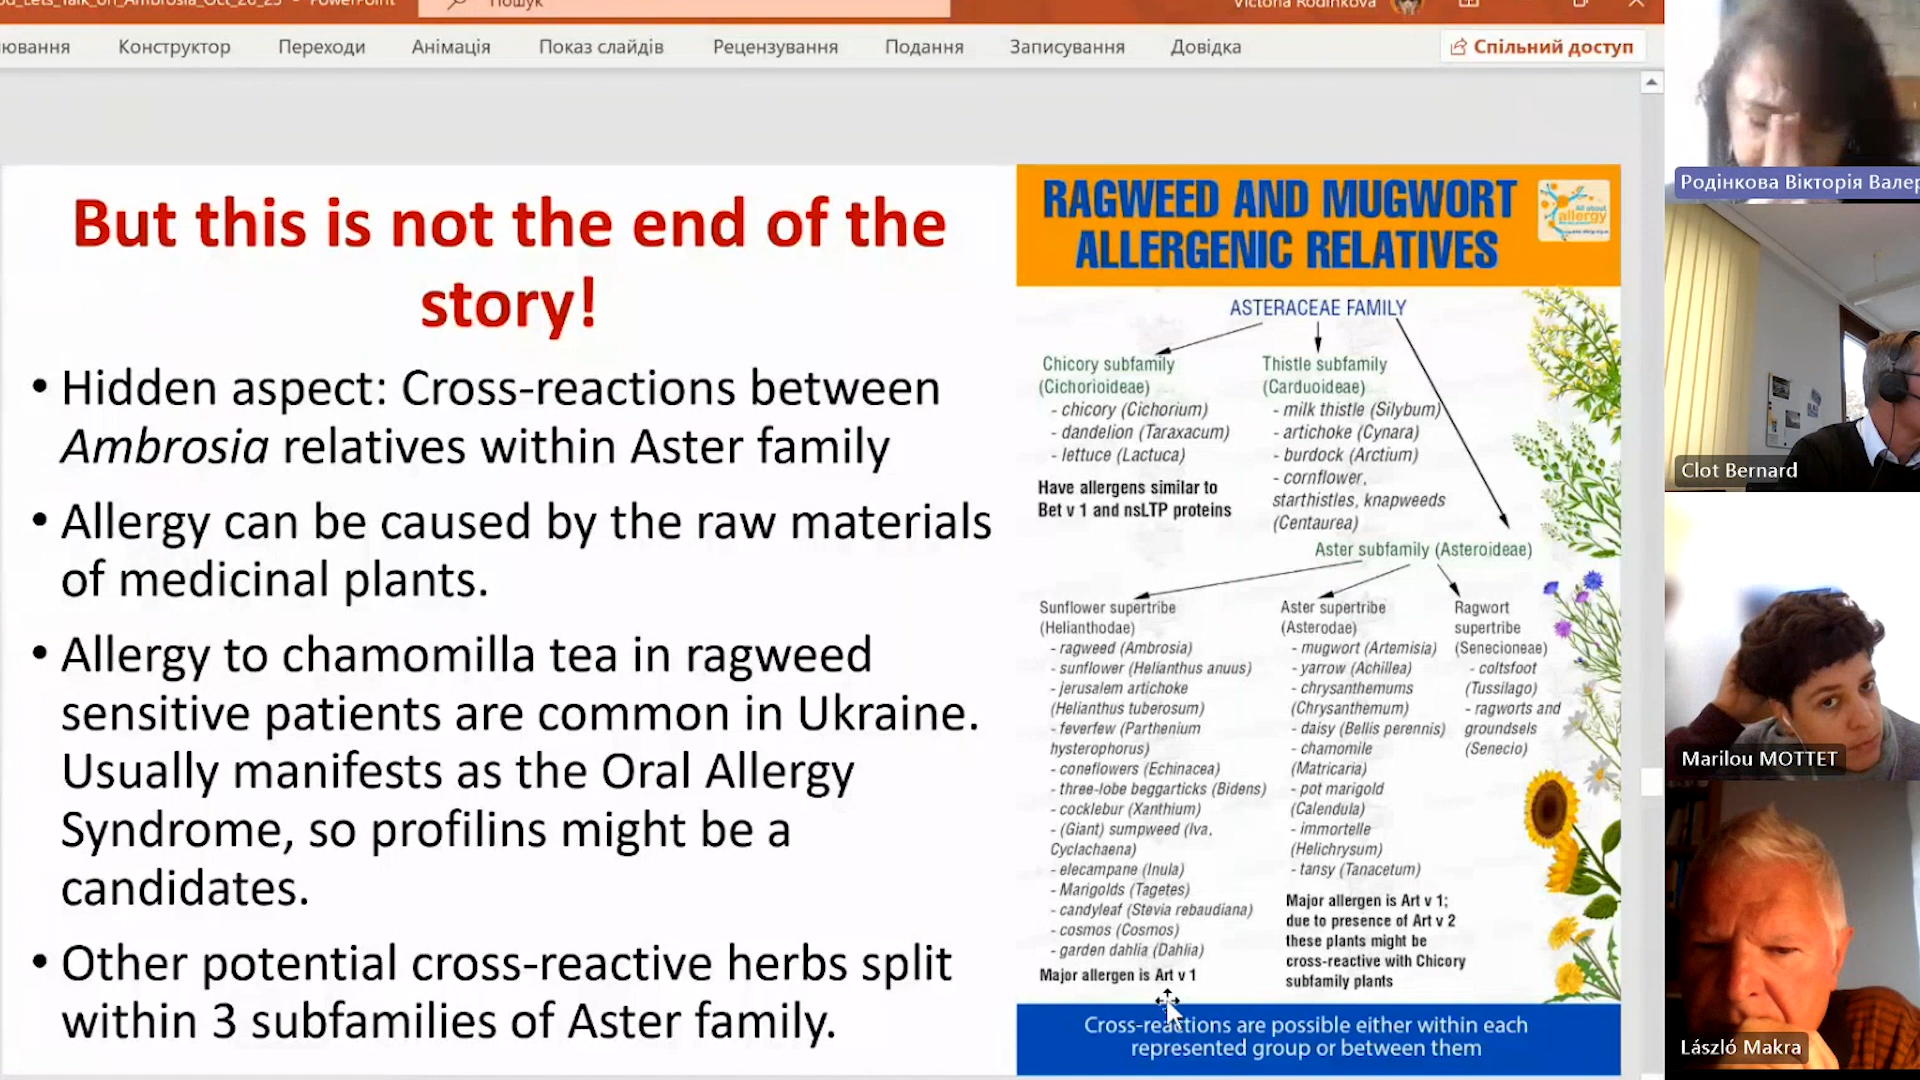 PowerPoint
Пошук
Victoria Rodinkova
Конструктор
Переходи
Анімація
Показ слайдів
Рецензування
Подання
Записування
Довідка
Спільний доступ
But this is not the end of the
story!
• Hidden aspect: Cross-reactions between
Ambrosia relatives within Aster family
• Allergy can be caused by the raw materials
of medicinal plants.
• Allergy to chamomilla tea in ragweed
sensitive patients are common in Ukraine.
Usually manifests as the Oral Allergy
Syndrome, so profilins might be a
candidates.
• Other potential cross-reactive herbs split
within 3 subfamilies of Aster family.
RAGWEED AND MUGWORT
ALLERGENIC RELATIVES
All about
allergy
ASTERACEAE FAMILY
Chicory subfamily
(Cichorioideae)
- chicory (Cichorium)
- dandelion (Taraxacum)
- lettuce (Lactuca)
Have allergens similar to
Bet v 1 and nsLTP proteins
Thistle subfamily
(Carduoideae)
- milk thistle (Silybum)
- artichoke (Cynara)
- burdock (Arctium)
- cornflower,
starthistles, knapweeds
(Centaurea)
Aster subfamily (Asteroideae)
Sunflower supertribe
(Helianthodae)
- ragweed (Ambrosia)
- sunflower (Helianthus anuus)
- jerusalem artichoke
(Helianthus tuberosum)
- feverfew (Parthenium
hysterophorus)
- coneflowers (Echinacea)
- three-lobe beggarticks (Bidens)
- cocklebur (Xanthium)
- (Giant) sumpweed (Iva,
Cyclachaena)
- elecampane (Inula)
- Marigolds (Tagetes)
- candyleaf (Stevia rebaudiana)
- cosmos (Cosmos)
- garden dahlia (Dahlia)
Major allergen is Art v 1
Aster supertribe
(Asterodae)
- mugwort (Artemisia)
- yarrow (Achillea)
- chrysanthemums
(Chrysanthemum)
- daisy (Bellis perennis)
- chamomile
(Matricaria)
- pot marigold
(Calendula)
- immortelle
(Helichrysum)
- tansy (Tanacetum)
Major allergen is Art v 1;
due to presence of Art v 2
these plants might be
cross-reactive with Chicory
subfamily plants
Ragwort
supertribe
(Senecioneae)
- coltsfoot
(Tussilago)
- ragworts and
groundsels
(Senecio)
Cross-reactions are possible either within each
represented group or between them
Родінкова Вікторія Валер
Clot Bernard
Marilou MOTTET
László Makra